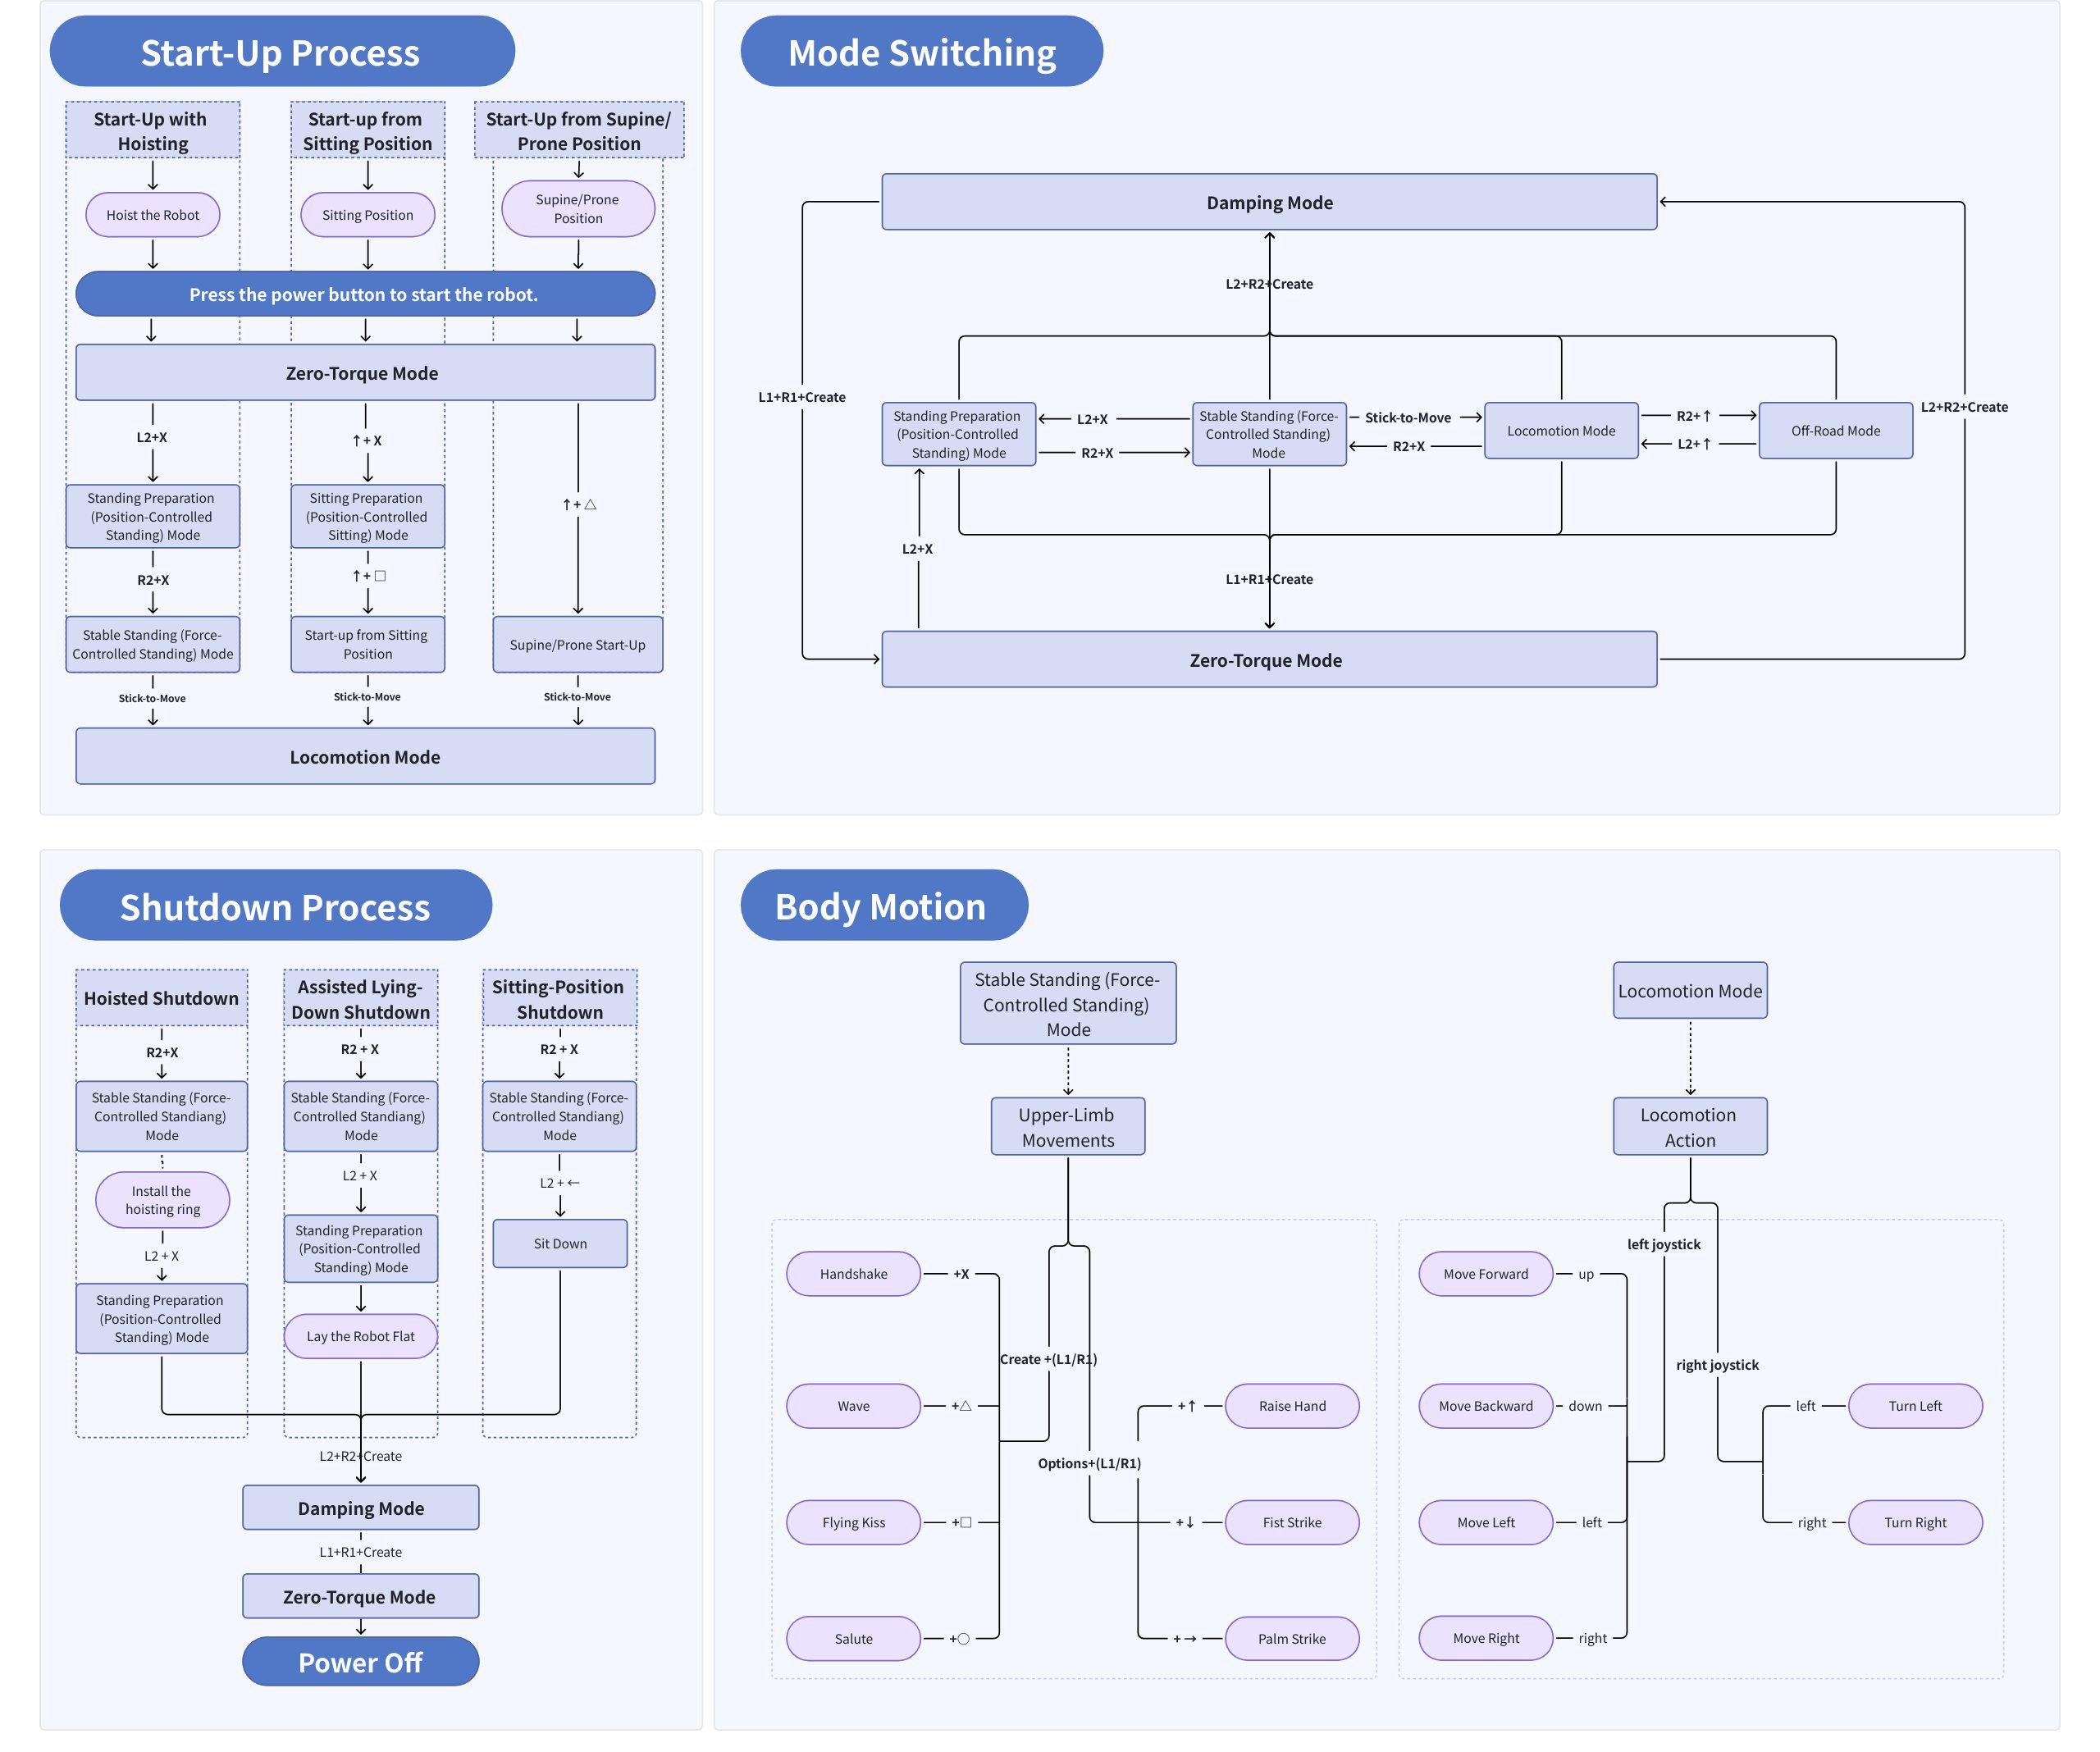 Start-Up Process
Start-Up with
Hoisting
Start-up from
Sitting Position
Start-Up from Supine/
Prone Position
Hoist the Robot
Sitting Position
Supine/Prone
Position
Press the power button to start the robot.
Zero-Torque Mode
L2+X
↑ + X
↑ + △
Standing Preparation
(Position-Controlled
Standing) Mode
Sitting Preparation
(Position-Controlled
Sitting) Mode
R2+X
↑ + □
Stable Standing (Force-
Controlled Standing) Mode
Start-up from Sitting
Position
Supine/Prone Start-Up
Stick-to-Move
Stick-to-Move
Stick-to-Move
Locomotion Mode
Mode Switching
Damping Mode
L2+R2+Create
L1+R1+Create
L2+R2+Create
Standing Preparation
(Position-Controlled
Standing) Mode
L2+X
R2+X
Stable Standing (Force-
Controlled Standing)
Mode
Stick-to-Move
R2+X
Locomotion Mode
R2+ ↑
L2+ ↑
Off-Road Mode
L2+X
L1+R1+Create
Zero-Torque Mode
Shutdown Process
Hoisted Shutdown
Assisted Lying-
Down Shutdown
Sitting-Position
Shutdown
R2+X
R2 + X
R2 + X
Stable Standing (Force-
Controlled Standiang)
Mode
Stable Standing (Force-
Controlled Standiang)
Mode
Stable Standing (Force-
Controlled Standiang)
Mode
Install the
hoisting ring
L2 + X
L2 + X
L2 + ←
Standing Preparation
(Position-Controlled
Standing) Mode
Standing Preparation
(Position-Controlled
Standing) Mode
Sit Down
Lay the Robot Flat
L2+R2+Create
Damping Mode
L1+R1+Create
Zero-Torque Mode
Power Off
Body Motion
Stable Standing (Force-
Controlled Standing)
Mode
Upper-Limb
Movements
Handshake
+X
Wave
+△
Flying Kiss
+□
Salute
+○
Create +(L1/R1)
Options+(L1/R1)
+ ↑
Raise Hand
+ ↓
Fist Strike
+ →
Palm Strike
Locomotion Mode
Locomotion
Action
left joystick
right joystick
Move Forward
up
Move Backward
down
Move Left
left
Move Right
right
left
Turn Left
right
Turn Right